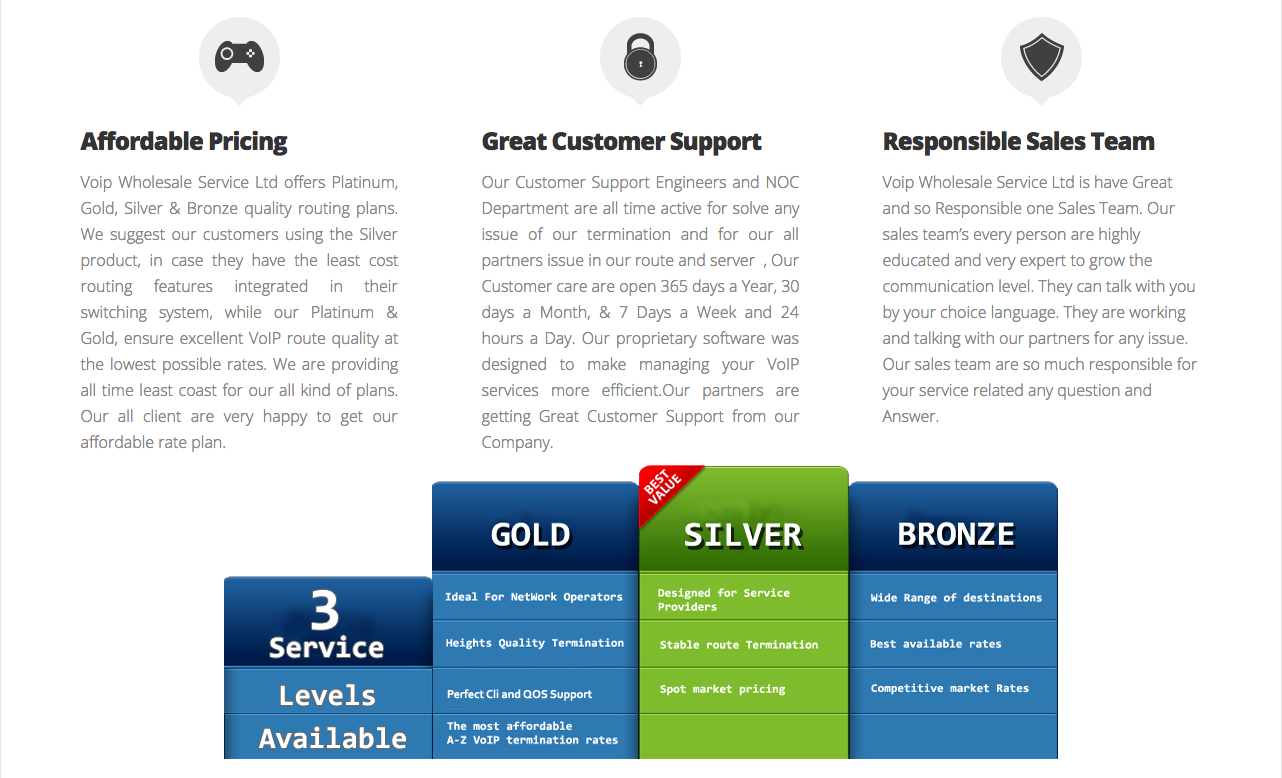 Affordable Pricing
Voip Wholesale Service Ltd offers Platinum,
Gold, Silver & Bronze quality routing plans.
We suggest our customers using the Silver
product, in case they have the least cost
routing features integrated in their
switching system, while our Platinum &
Gold, ensure excellent VoIP route quality at
the lowest possible rates. We are providing
all time least coast for our all kind of plans.
Our all client are very happy to get our
affordable rate plan.
Great Customer Support
Our Customer Support Engineers and NOC
Department are all time active for solve any
issue of our termination and for our all
partners issue in our route and server , Our
Customer care are open 365 days a Year, 30
days a Month, & 7 Days a Week and 24
hours a Day. Our proprietary software was
designed to make managing your VoIP
services more efficient.Our partners are
getting Great Customer Support from our
Company.
Responsible Sales Team
Voip Wholesale Service Ltd is have Great
and so Responsible one Sales Team. Our
sales team’s every person are highly
educated and very expert to grow the
communication level. They can talk with you
by your choice language. They are working
and talking with our partners for any issue.
Our sales team are so much responsible for
your service related any question and
Answer.
3
Service
Levels
Available
GOLD
Ideal For NetWork Operators
Heights Quality Termination
Perfect Cli and QOS Support
The most affordable
A-Z VoIP termination rates
BEST
VALUE
SILVER
Designed for Service
Providers
Stable route Termination
Spot market pricing
BRONZE
Wide Range of destinations
Best available rates
Competitive market Rates